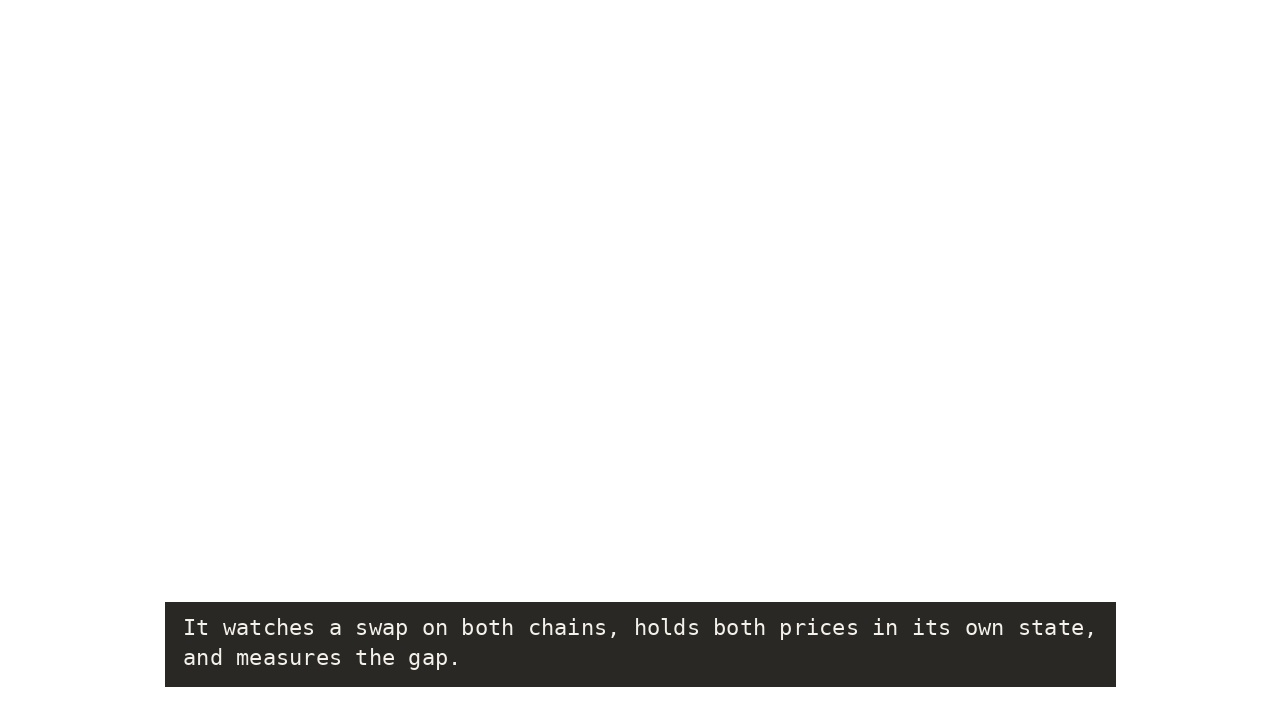 It watches a swap on both chains, holds both prices in its own state,
and measures the gap.